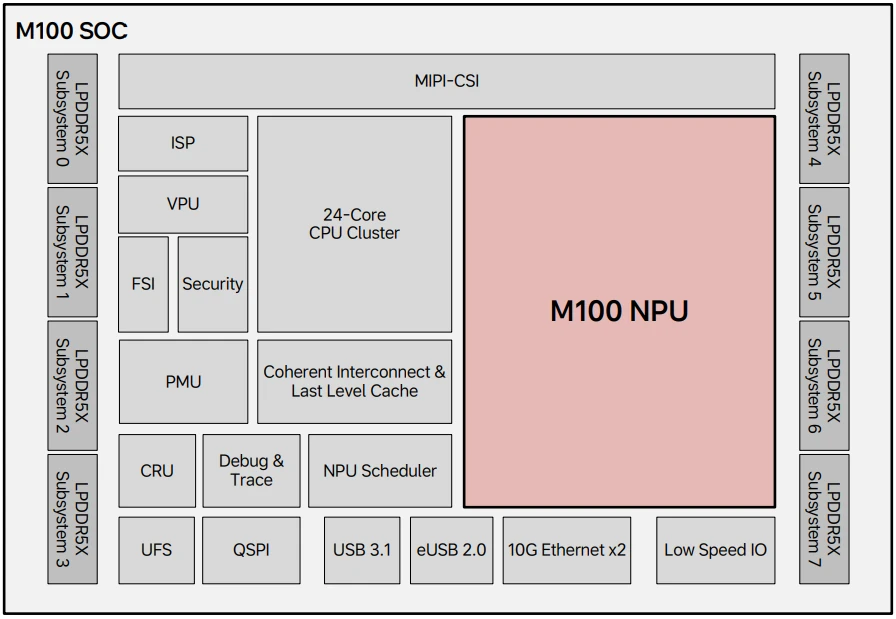 M100 SOC
LPDDR5X
Subsystem 0
LPDDR5X
Subsystem 1
LPDDR5X
Subsystem 2
LPDDR5X
Subsystem 3
MIPI-CSI
ISP
VPU
FSI
Security
24-Core
CPU Cluster
M100 NPU
PMU
Coherent Interconnect &
Last Level Cache
CRU
Debug &
Trace
NPU Scheduler
UFS
QSPI
USB 3.1
eUSB 2.0
10G Ethernet x2
Low Speed IO
LPDDR5X
Subsystem 4
LPDDR5X
Subsystem 5
LPDDR5X
Subsystem 6
LPDDR5X
Subsystem 7